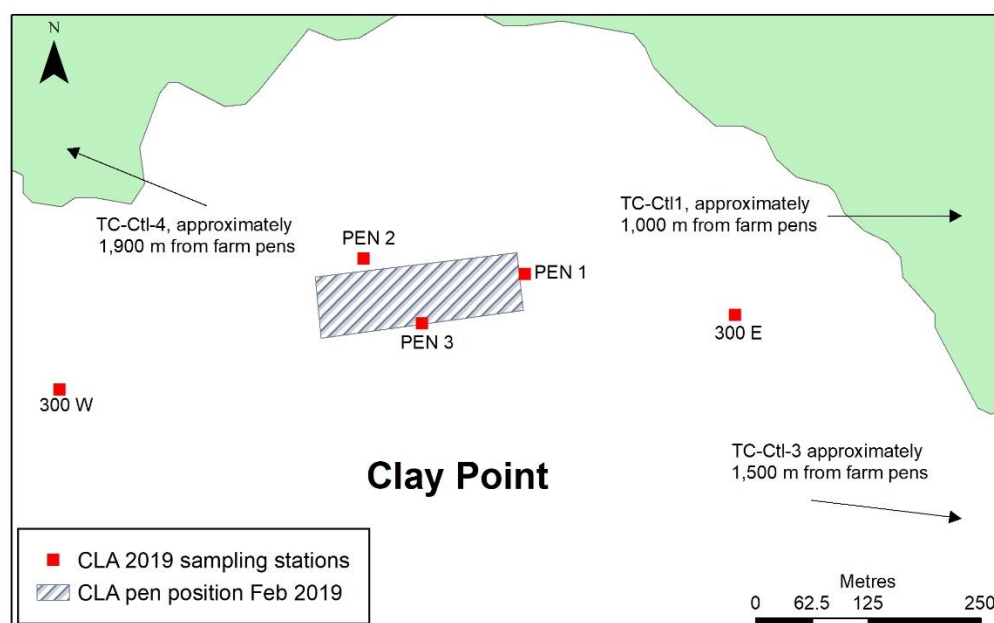 N
TC-Ctl-4, approximately
1,900 m from farm pens
TC-Ctl1, approximately
1,000 m from farm pens
PEN 2
PEN 1
PEN 3
300 E
300 W
TC-Ctl-3 approximately
1,500 m from farm pens
Clay Point
CLA 2019 sampling stations
CLA pen position Feb 2019
Metres
0 62.5 125 250